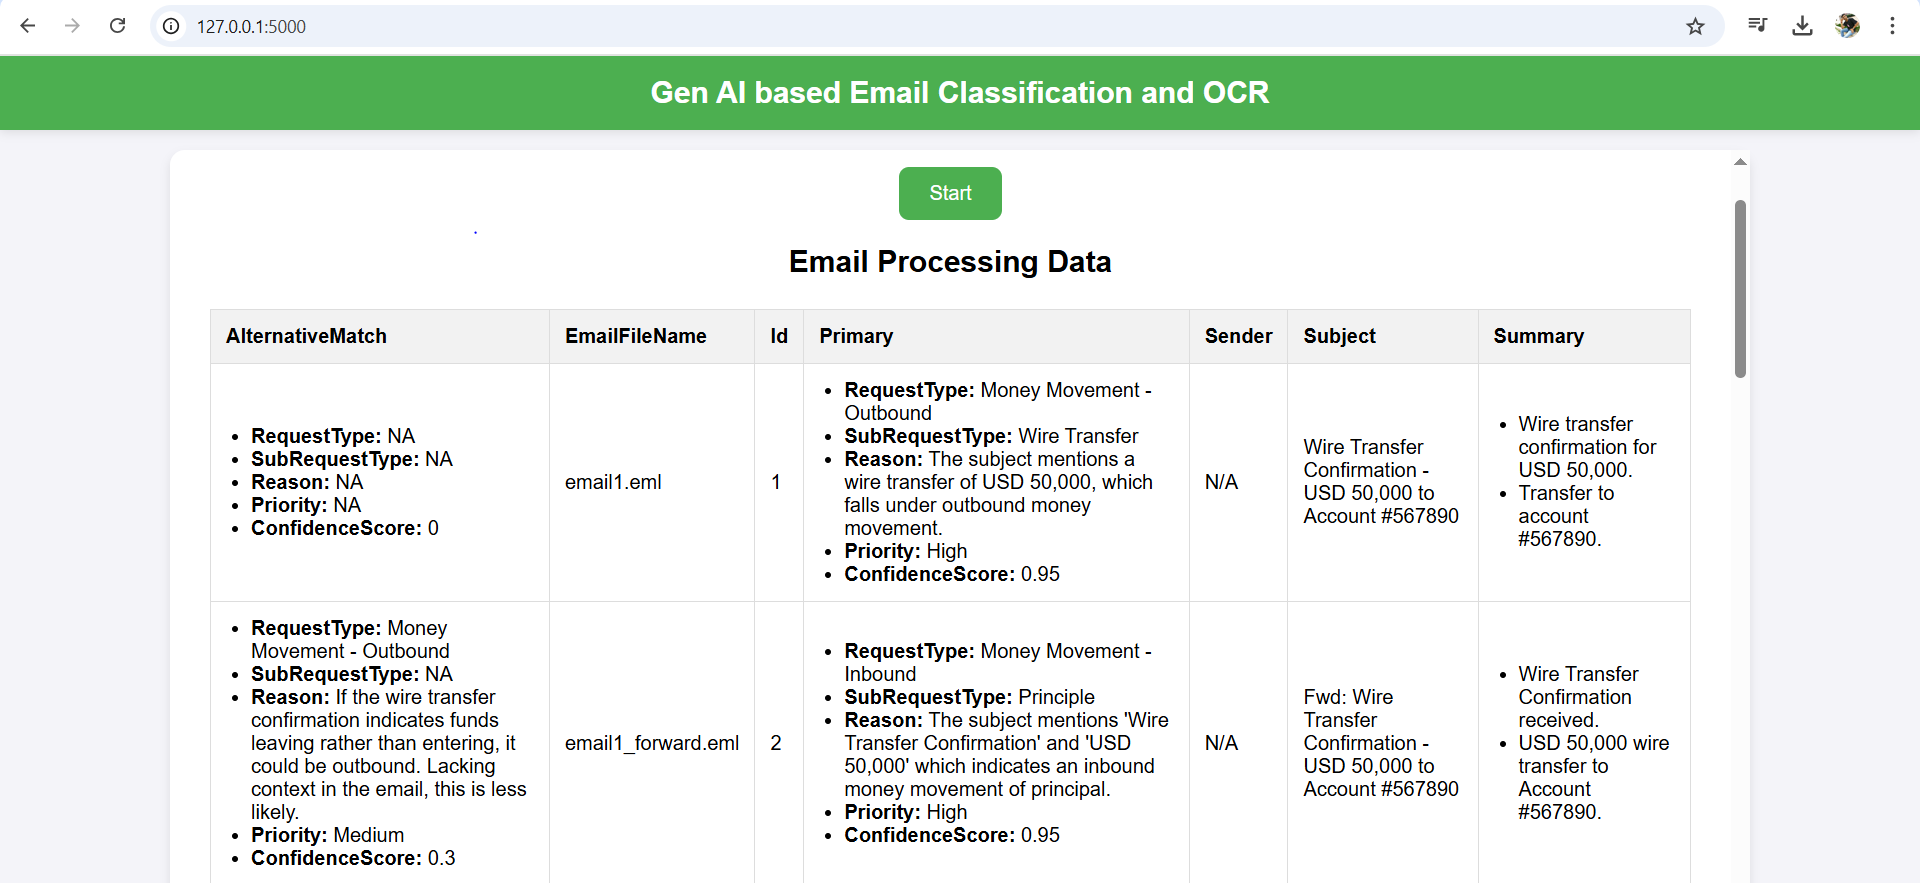 127.0.0.1:5000
Gen AI based Email Classification and OCR
Start
Email Processing Data
AlternativeMatch EmailFileName Id Primary Sender Subject Summary
RequestType: NA
SubRequestType: NA
Reason: NA
Priority: NA
ConfidenceScore: 0
email1.eml
1
RequestType: Money Movement -
Outbound
SubRequestType: Wire Transfer
Reason: The subject mentions a
wire transfer of USD 50,000, which
falls under outbound money
movement.
Priority: High
ConfidenceScore: 0.95
N/A
Wire Transfer
Confirmation -
USD 50,000 to
Account #567890
Wire transfer
confirmation for
USD 50,000.
Transfer to
account
#567890.
RequestType: Money
Movement - Outbound
SubRequestType: NA
Reason: If the wire transfer
confirmation indicates funds
leaving rather than entering, it
could be outbound. Lacking
context in the email, this is less
likely.
Priority: Medium
ConfidenceScore: 0.3
email1_forward.eml
2
RequestType: Money Movement -
Inbound
SubRequestType: Principle
Reason: The subject mentions 'Wire
Transfer Confirmation' and 'USD
50,000' which indicates an inbound
money movement of principal.
Priority: High
ConfidenceScore: 0.95
N/A
Fwd: Wire
Transfer
Confirmation -
USD 50,000 to
Account #567890
Wire Transfer
Confirmation
received.
USD 50,000 wire
transfer to
Account
#567890.